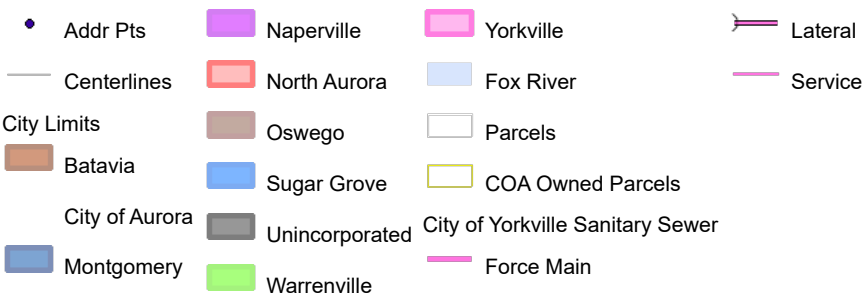 Addr Pts
Centerlines
City Limits
Batavia
City of Aurora
Montgomery
Naperville
North Aurora
Oswego
Sugar Grove
Unincorporated
Warrenville
Yorkville
Fox River
Parcels
COA Owned Parcels
City of Yorkville Sanitary Sewer
Force Main
Lateral
Service